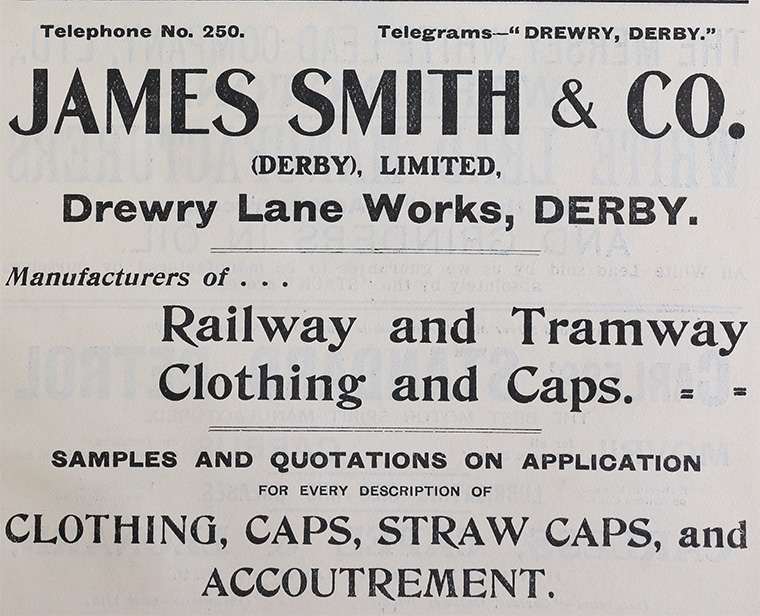 Telephone No. 250. Telegrams—"DREWRY, DERBY."
JAMES SMITH & CO.
(DERBY), LIMITED,
Drewry Lane Works, DERBY.
Manufacturers of . . .
Railway and Tramway
Clothing and Caps. = =
SAMPLES AND QUOTATIONS ON APPLICATION
FOR EVERY DESCRIPTION OF
CLOTHING, CAPS, STRAW CAPS, and
ACCOUTREMENT.